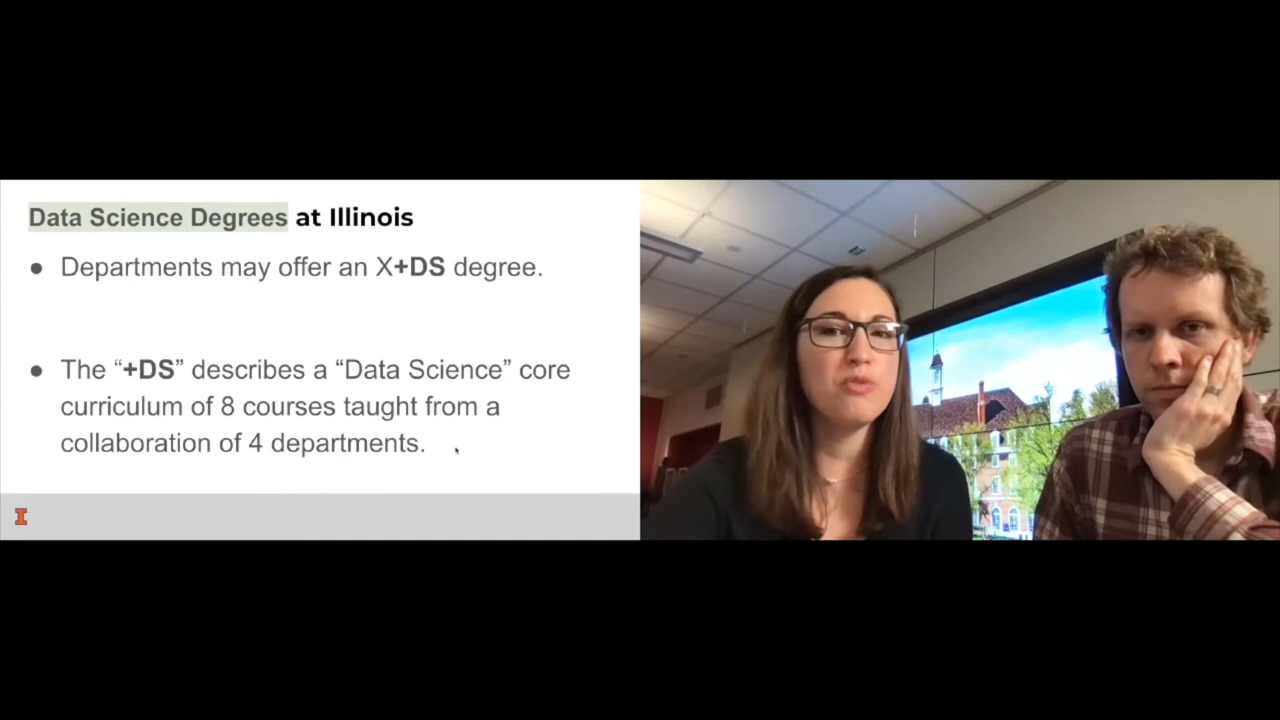 Data Science Degrees at Illinois
● Departments may offer an X+DS degree.
● The “+DS” describes a “Data Science” core
curriculum of 8 courses taught from a
collaboration of 4 departments.
I